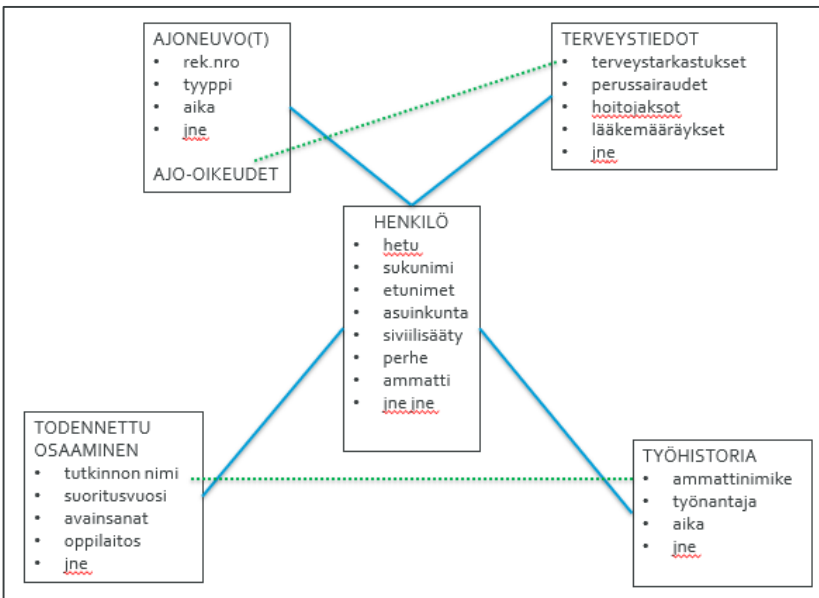 AJONEUVO(T)
• rek.nro
• tyyppi
• aika
• jne
AJO-OIKEUDET
TERVEYSTIEDOT
• terveystarkastukset
• perussairaudet
• hoitojaksot
• lääkemääräykset
• jne
HENKILÖ
• hetu
• sukunimi
• etunimet
• asuinkunta
• siviilisääty
• perhe
• ammatti
• jne jne
TODENNETTU
OSAAMINEN
• tutkinnon nimi
• suoritusvuosi
• avainsanat
• oppilaitos
• jne
TYÖHISTORIA
• ammattinimike
• työnantaja
• aika
• jne